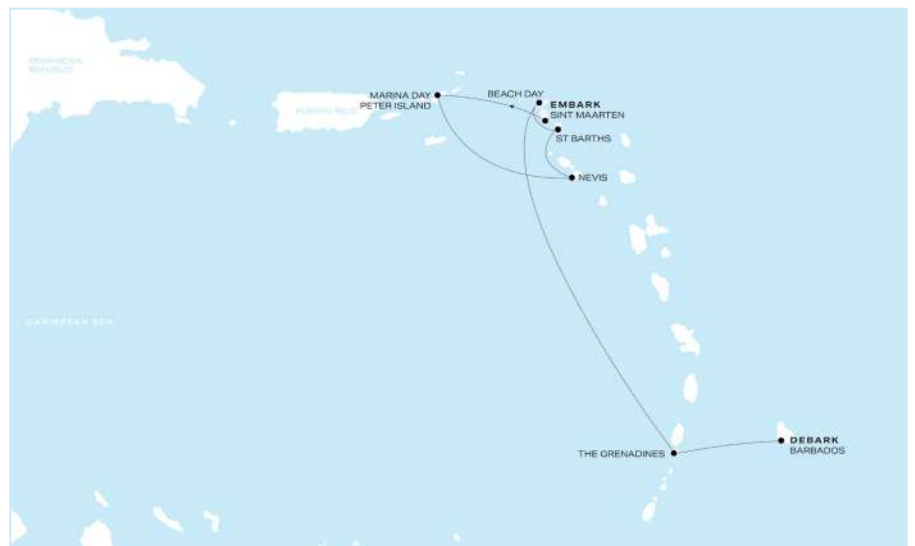 DOMINICAN
REPUBLIC
PUERTO RICO
MARINA DAY
PETER ISLAND
BEACH DAY
EMBARK
SINT MAARTEN
ST BARTHS
NEVIS
CARIBBEAN SEA
THE GRENADINES
DEBARK
BARBADOS